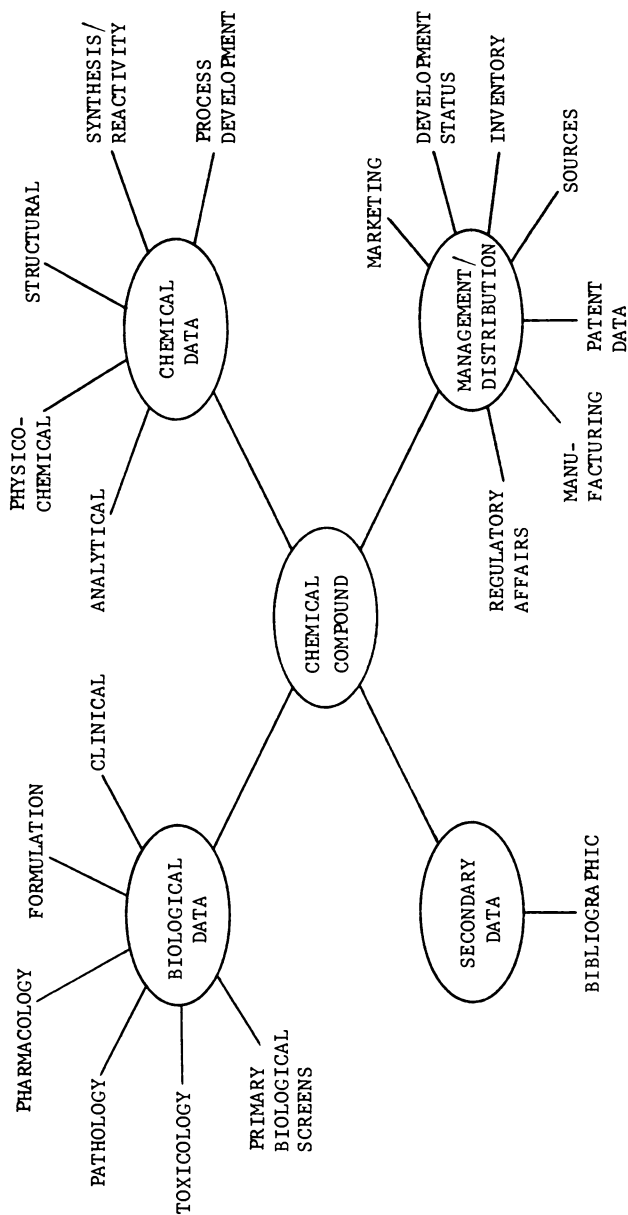 PHARMACOLOGY
FORMULATION
CLINICAL
PATHOLOGY
TOXICOLOGY
PRIMARY
BIOLOGICAL
SCREENS
BIOLOGICAL
DATA
PHYSICO-
CHEMICAL
STRUCTURAL
SYNTHESIS/
REACTIVITY
ANALYTICAL
PROCESS
DEVELOPMENT
CHEMICAL
DATA
CHEMICAL
COMPOUND
SECONDARY
DATA
BIBLIOGRAPHIC
MANAGEMENT/
DISTRIBUTION
MARKETING
DEVELOPMENT
STATUS
INVENTORY
SOURCES
PATENT
DATA
MANU-
FACTURING
REGULATORY
AFFAIRS